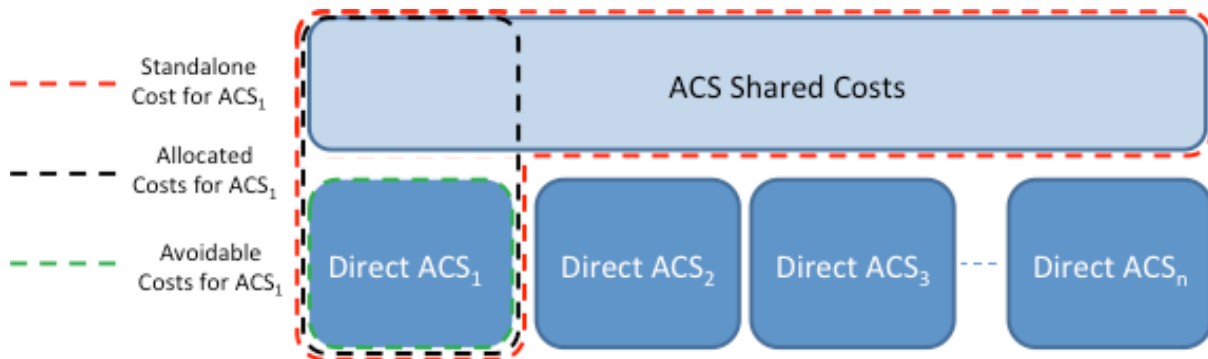 Standalone
Cost for ACS₁
ACS Shared Costs
Allocated
Costs for ACS₁
Avoidable
Costs for ACS₁
Direct ACS₁
Direct ACS₂
Direct ACS₃
Direct ACSₙ